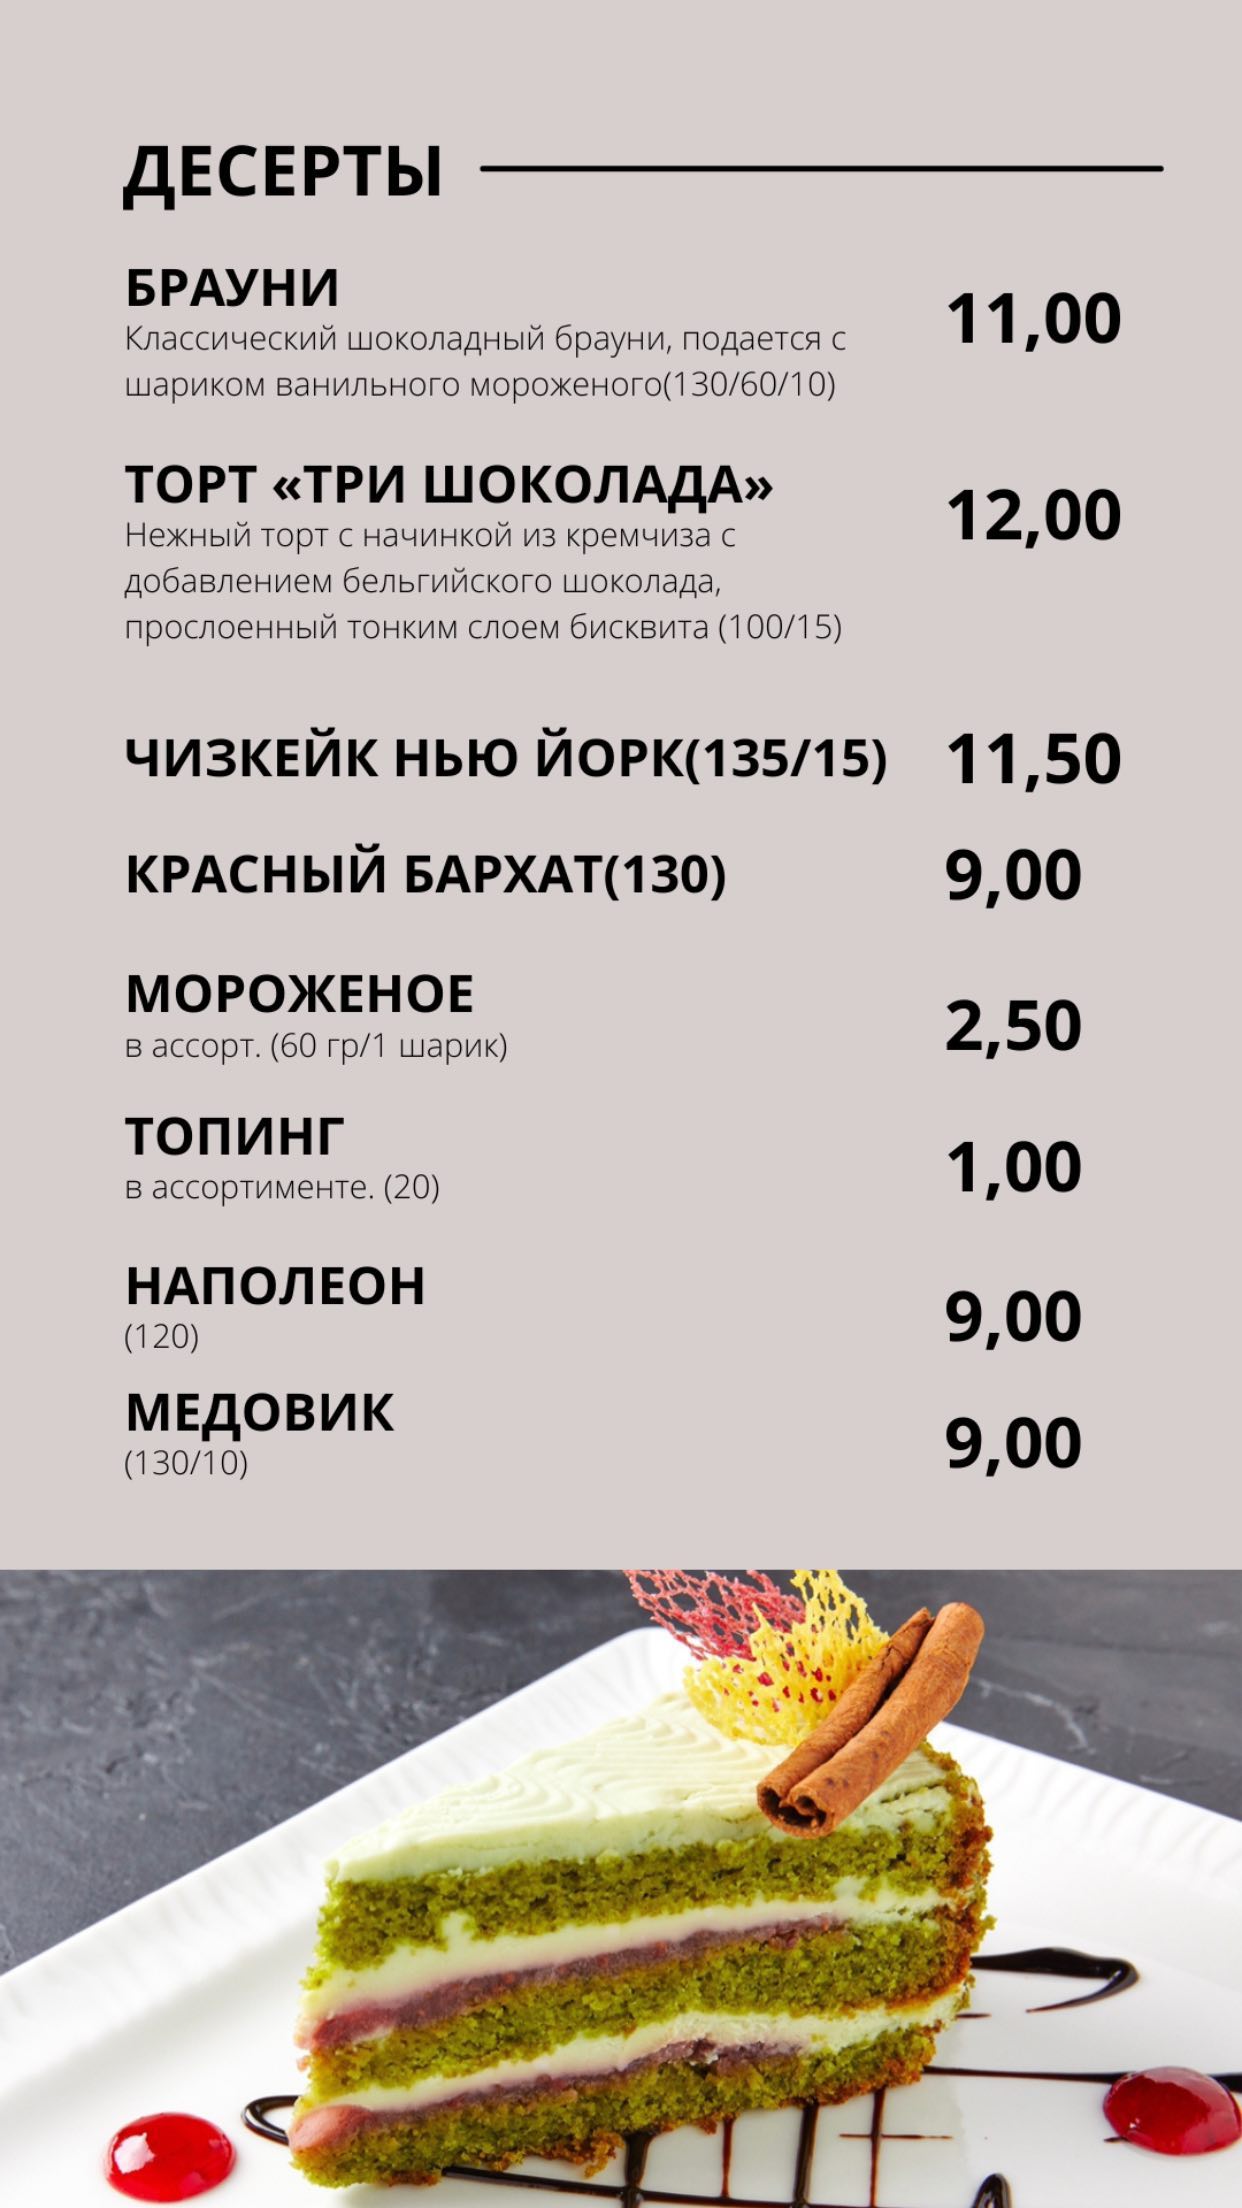 ДЕСЕРТЫ
БРАУНИ
Классический шоколадный брауни, подается с
шариком ванильного мороженого(130/60/10)
11,00
ТОРТ «ТРИ ШОКОЛАДА»
Нежный торт с начинкой из кремчиза с
добавлением бельгийского шоколада,
прослоенный тонким слоем бисквита (100/15)
12,00
ЧИЗКЕЙК НЬЮ ЙОРК(135/15) 11,50
КРАСНЫЙ БАРХАТ(130) 9,00
МОРОЖЕНОЕ
в ассорт. (60 гр/1 шарик)
2,50
ТОПИНГ
в ассортименте. (20)
1,00
НАПОЛЕОН
(120)
9,00
МЕДОВИК
(130/10)
9,00